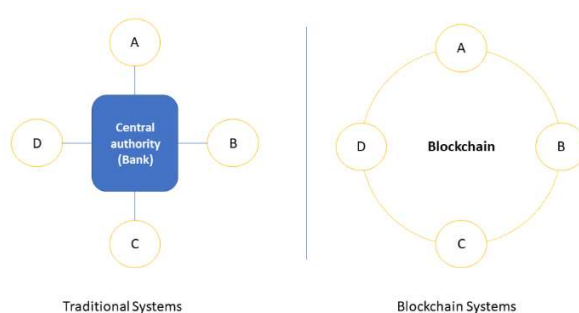 A
D
Central
authority
(Bank)
B
C
Traditional Systems
A
D
Blockchain
B
C
Blockchain Systems